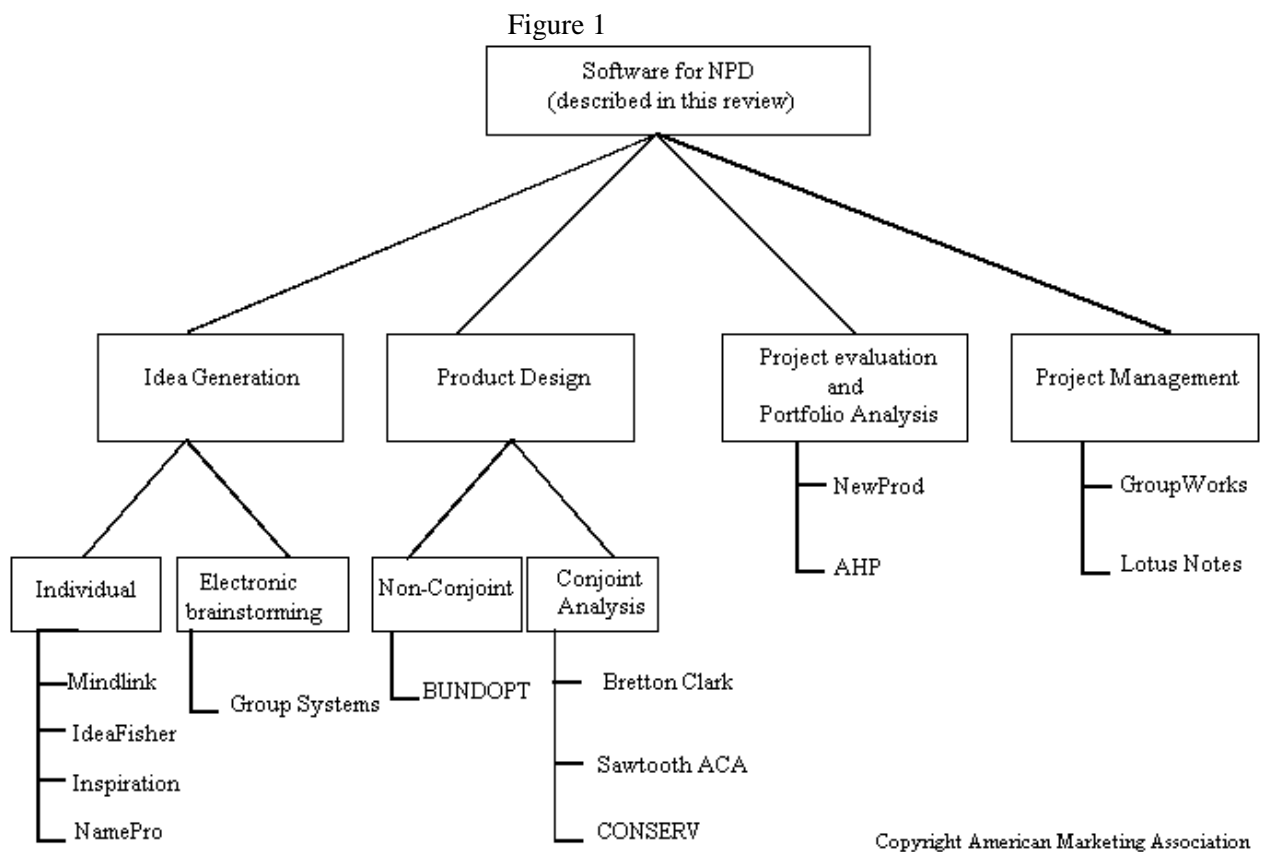 Figure 1
Software for NPD
(described in this review)
Idea Generation
Product Design
Project evaluation
and
Portfolio Analysis
Project Management
NewProd
AHP
GroupWorks
Lotus Notes
Individual
Electronic
brainstorming
Non-Conjoint
Conjoint
Analysis
Mindlink
IdeaFisher
Inspiration
NamePro
Group Systems
BUNDOPT
Bretton Clark
Sawtooth ACA
CONSERV
Copyright American Marketing Association